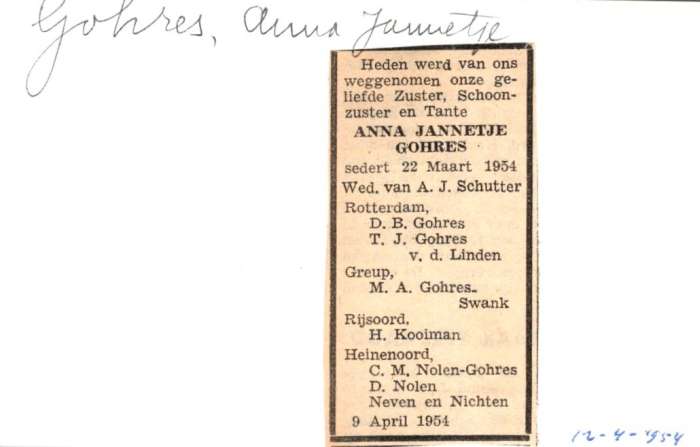 Gohres, Anna Jannetje
Heden werd van ons
weggenomen onze ge-
liefde Zuster, Schoon-
zuster en Tante
ANNA JANNETJE
GOHRES
sedert 22 Maart 1954
Wed. van A. J. Schutter
Rotterdam,
D. B. Gohres
T. J. Gohres
v. d. Linden
Greup,
M. A. Gohres-
Swank
Rijsoord,
H. Kooiman
Heinenoord,
C. M. Nolen-Gohres
D. Nolen
Neven en Nichten
9 April 1954
12-4-1954